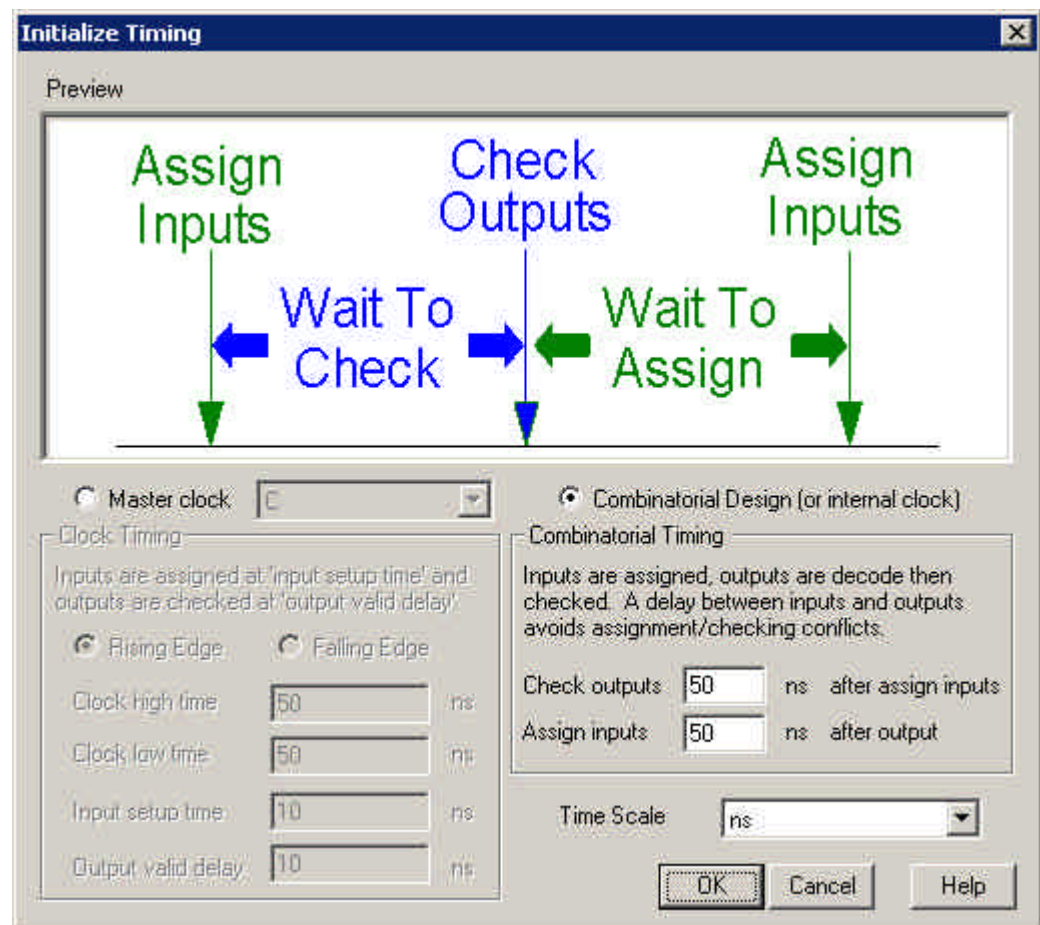 Initialize Timing
Preview
Assign Inputs
Check Outputs
Assign Inputs
Wait To Check
Wait To Assign
Master clock
C
Combinatorial Design (or internal clock)
Clock Timing
Inputs are assigned at 'input setup time' and
outputs are checked at 'output valid delay'.
Rising Edge
Falling Edge
Clock high time 50 ns
Clock low time 50 ns
Input setup time 10 ns
Output valid delay 10 ns
Combinatorial Timing
Inputs are assigned, outputs are decode then
checked. A delay between inputs and outputs
avoids assignment/checking conflicts.
Check outputs 50 ns after assign inputs
Assign inputs 50 ns after output
Time Scale ns
OK Cancel Help